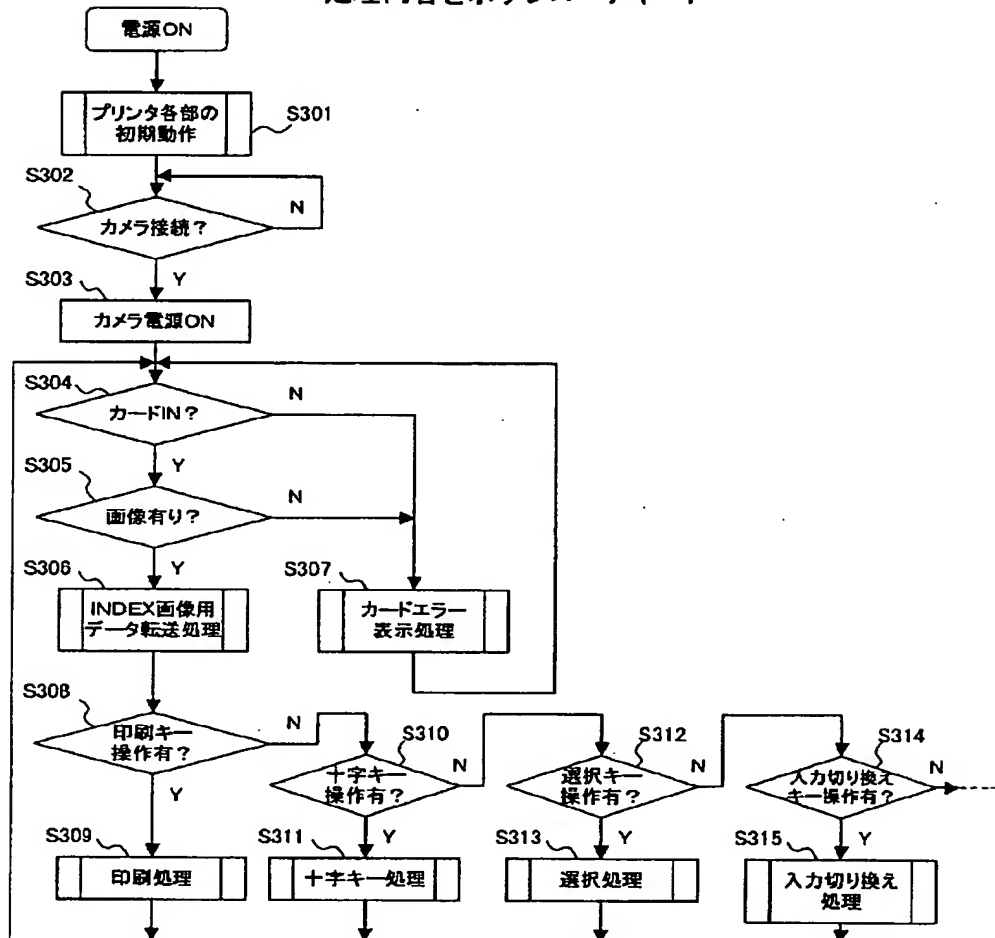 電源ON
プリンタ各部の
初期動作
S301
S302
カメラ接続?
N
Y
S303
カメラ電源ON
S304
カードIN?
N
Y
S305
画像有り?
N
Y
S306
INDEX画像用
データ転送処理
S307
カードエラー
表示処理
S308
印刷キー
操作有?
N
Y
S310
十字キー
操作有?
N
Y
S312
選択キー
操作有?
N
Y
S314
入力切り換え
キー操作有?
N
Y
S309
印刷処理
S311
十字キー処理
S313
選択処理
S315
入力切り換え
処理